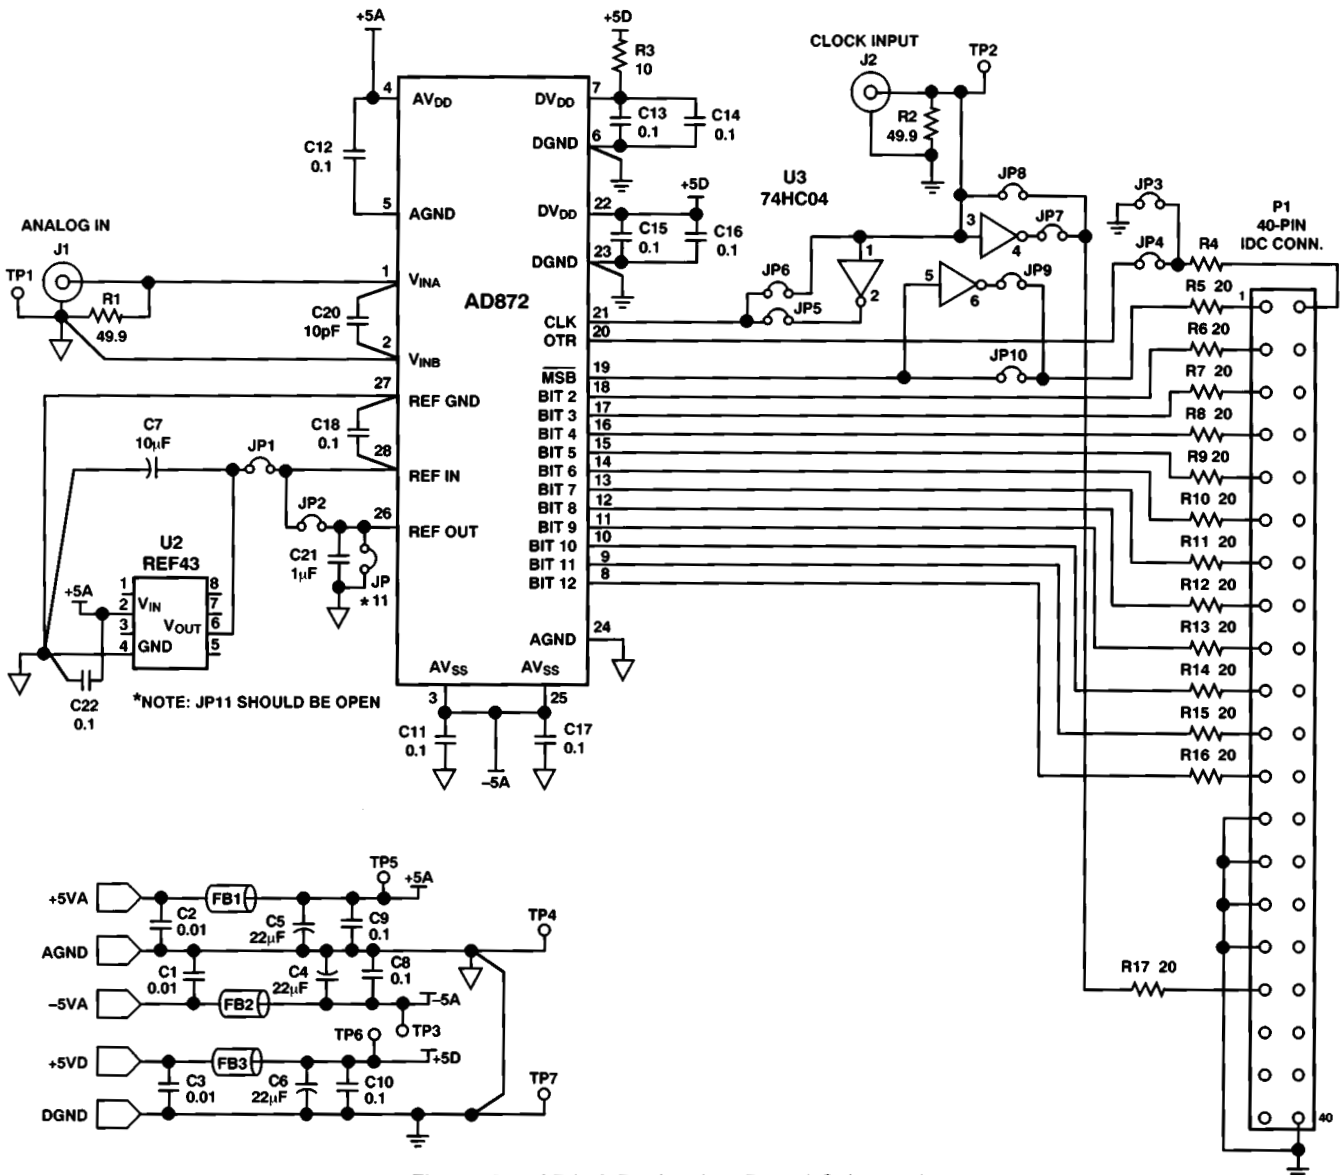 +5A
+5D
R3
10
CLOCK INPUT
J2
TP2
4
AVDD
DVDD
7
C13
0.1
C14
0.1
R2
49.9
C12
0.1
DGND
6
U3
74HC04
JP8
JP3
P1
40-PIN
IDC CONN.
5
AGND
DVDD
22
+5D
C15
0.1
C16
0.1
3
4
JP7
JP4
R4
ANALOG IN
J1
TP1
R1
49.9
1
VINA
DGND
23
AD872
JP6
JP5
1
2
5
6
JP9
1
R5 20
C20
10pF
2
VINB
CLK
21
OTR
20
R6 20
JP10
R7 20
27
REF GND
MSB
19
BIT 2
18
BIT 3
17
R8 20
C7
10µF
JP1
C18
0.1
28
REF IN
BIT 4
16
BIT 5
15
BIT 6
14
R9 20
BIT 7
13
R10 20
JP2
26
REF OUT
BIT 8
12
BIT 9
11
R11 20
U2
REF43
C21
1µF
JP
*11
BIT 10
10
BIT 11
9
BIT 12
8
R12 20
+5A
1
2
3
4
VIN
VOUT
GND
8
7
6
5
R13 20
AGND
24
R14 20
C22
0.1
*NOTE: JP11 SHOULD BE OPEN
AVSS
AVSS
3
25
R15 20
C11
0.1
C17
0.1
–5A
R16 20
+5VA
FB1
TP5
+5A
C2
0.01
C5
22µF
C9
0.1
TP4
AGND
C1
0.01
C4
22µF
C8
0.1
R17 20
–5VA
FB2
–5A
TP3
TP6
+5VD
FB3
+5D
C3
0.01
C6
22µF
C10
0.1
TP7
DGND
40